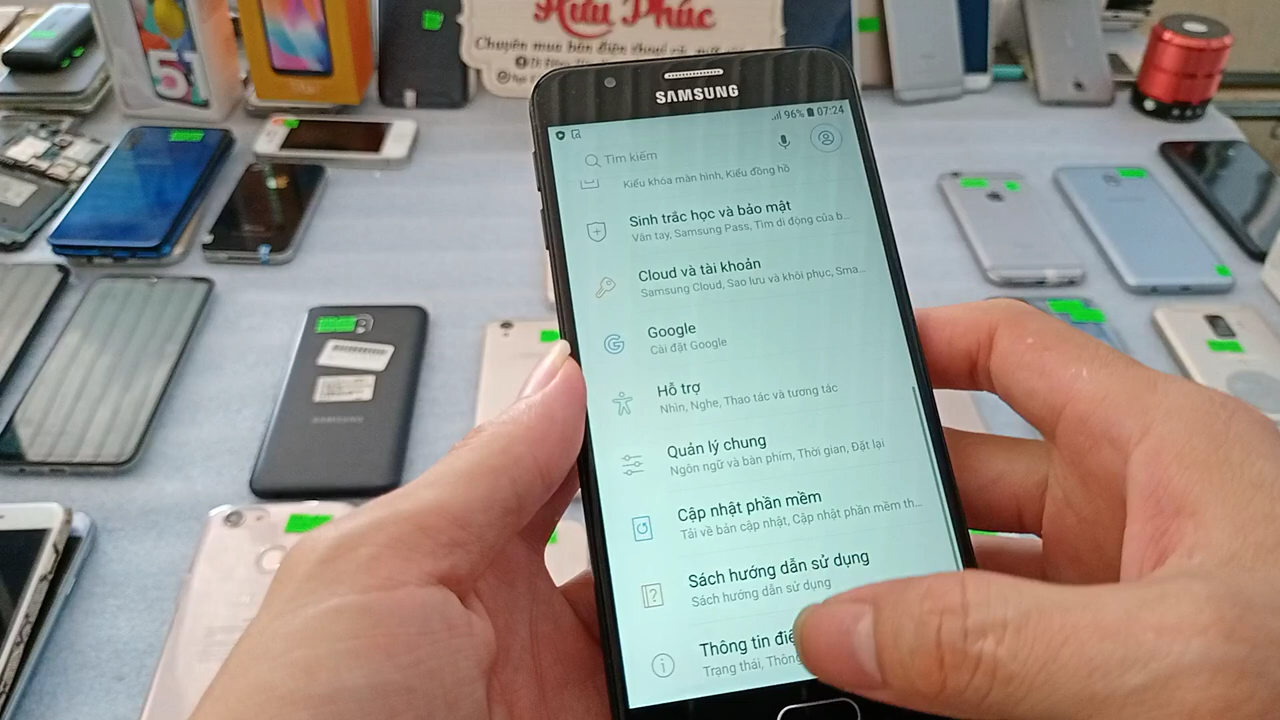 Hữu Phúc
Chuyên mua bán điện thoại cũ, mới
SAMSUNG
96% 07:24
Tìm kiếm
Kiểu khóa màn hình, Kiểu đồng hồ
Sinh trắc học và bảo mật
Vân tay, Samsung Pass, Tìm di động của b...
Cloud và tài khoản
Samsung Cloud, Sao lưu và khôi phục, Sma...
Google
Cài đặt Google
Hỗ trợ
Nhìn, Nghe, Thao tác và tương tác
Quản lý chung
Ngôn ngữ và bàn phím, Thời gian, Đặt lại
Cập nhật phần mềm
Tải về bản cập nhật, Cập nhật phần mềm th...
Sách hướng dẫn sử dụng
Sách hướng dẫn sử dụng
Thông tin điệ
Trạng thái, Thông
SAMSUNG